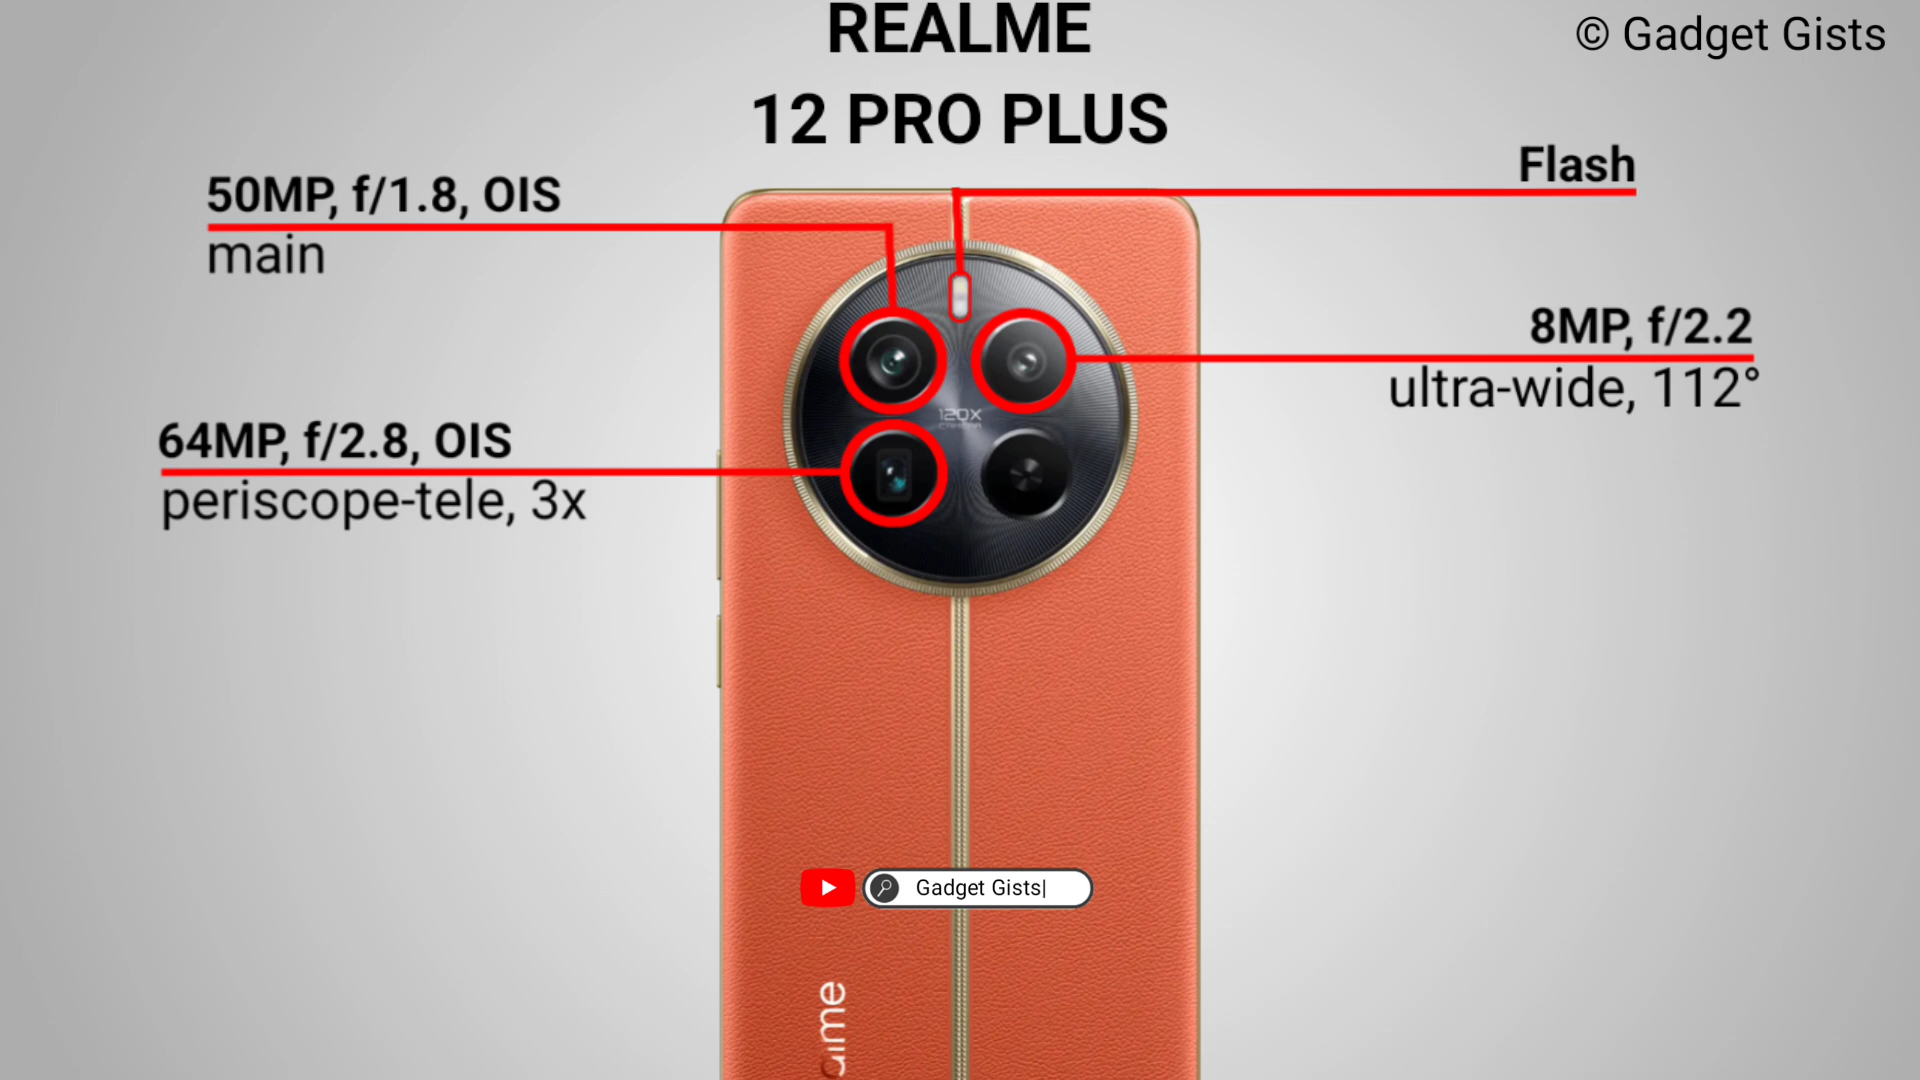 REALME
12 PRO PLUS
© Gadget Gists
50MP, f/1.8, OIS
main
Flash
8MP, f/2.2
ultra-wide, 112°
64MP, f/2.8, OIS
periscope-tele, 3x
120X
CAMERA
Gadget Gists|